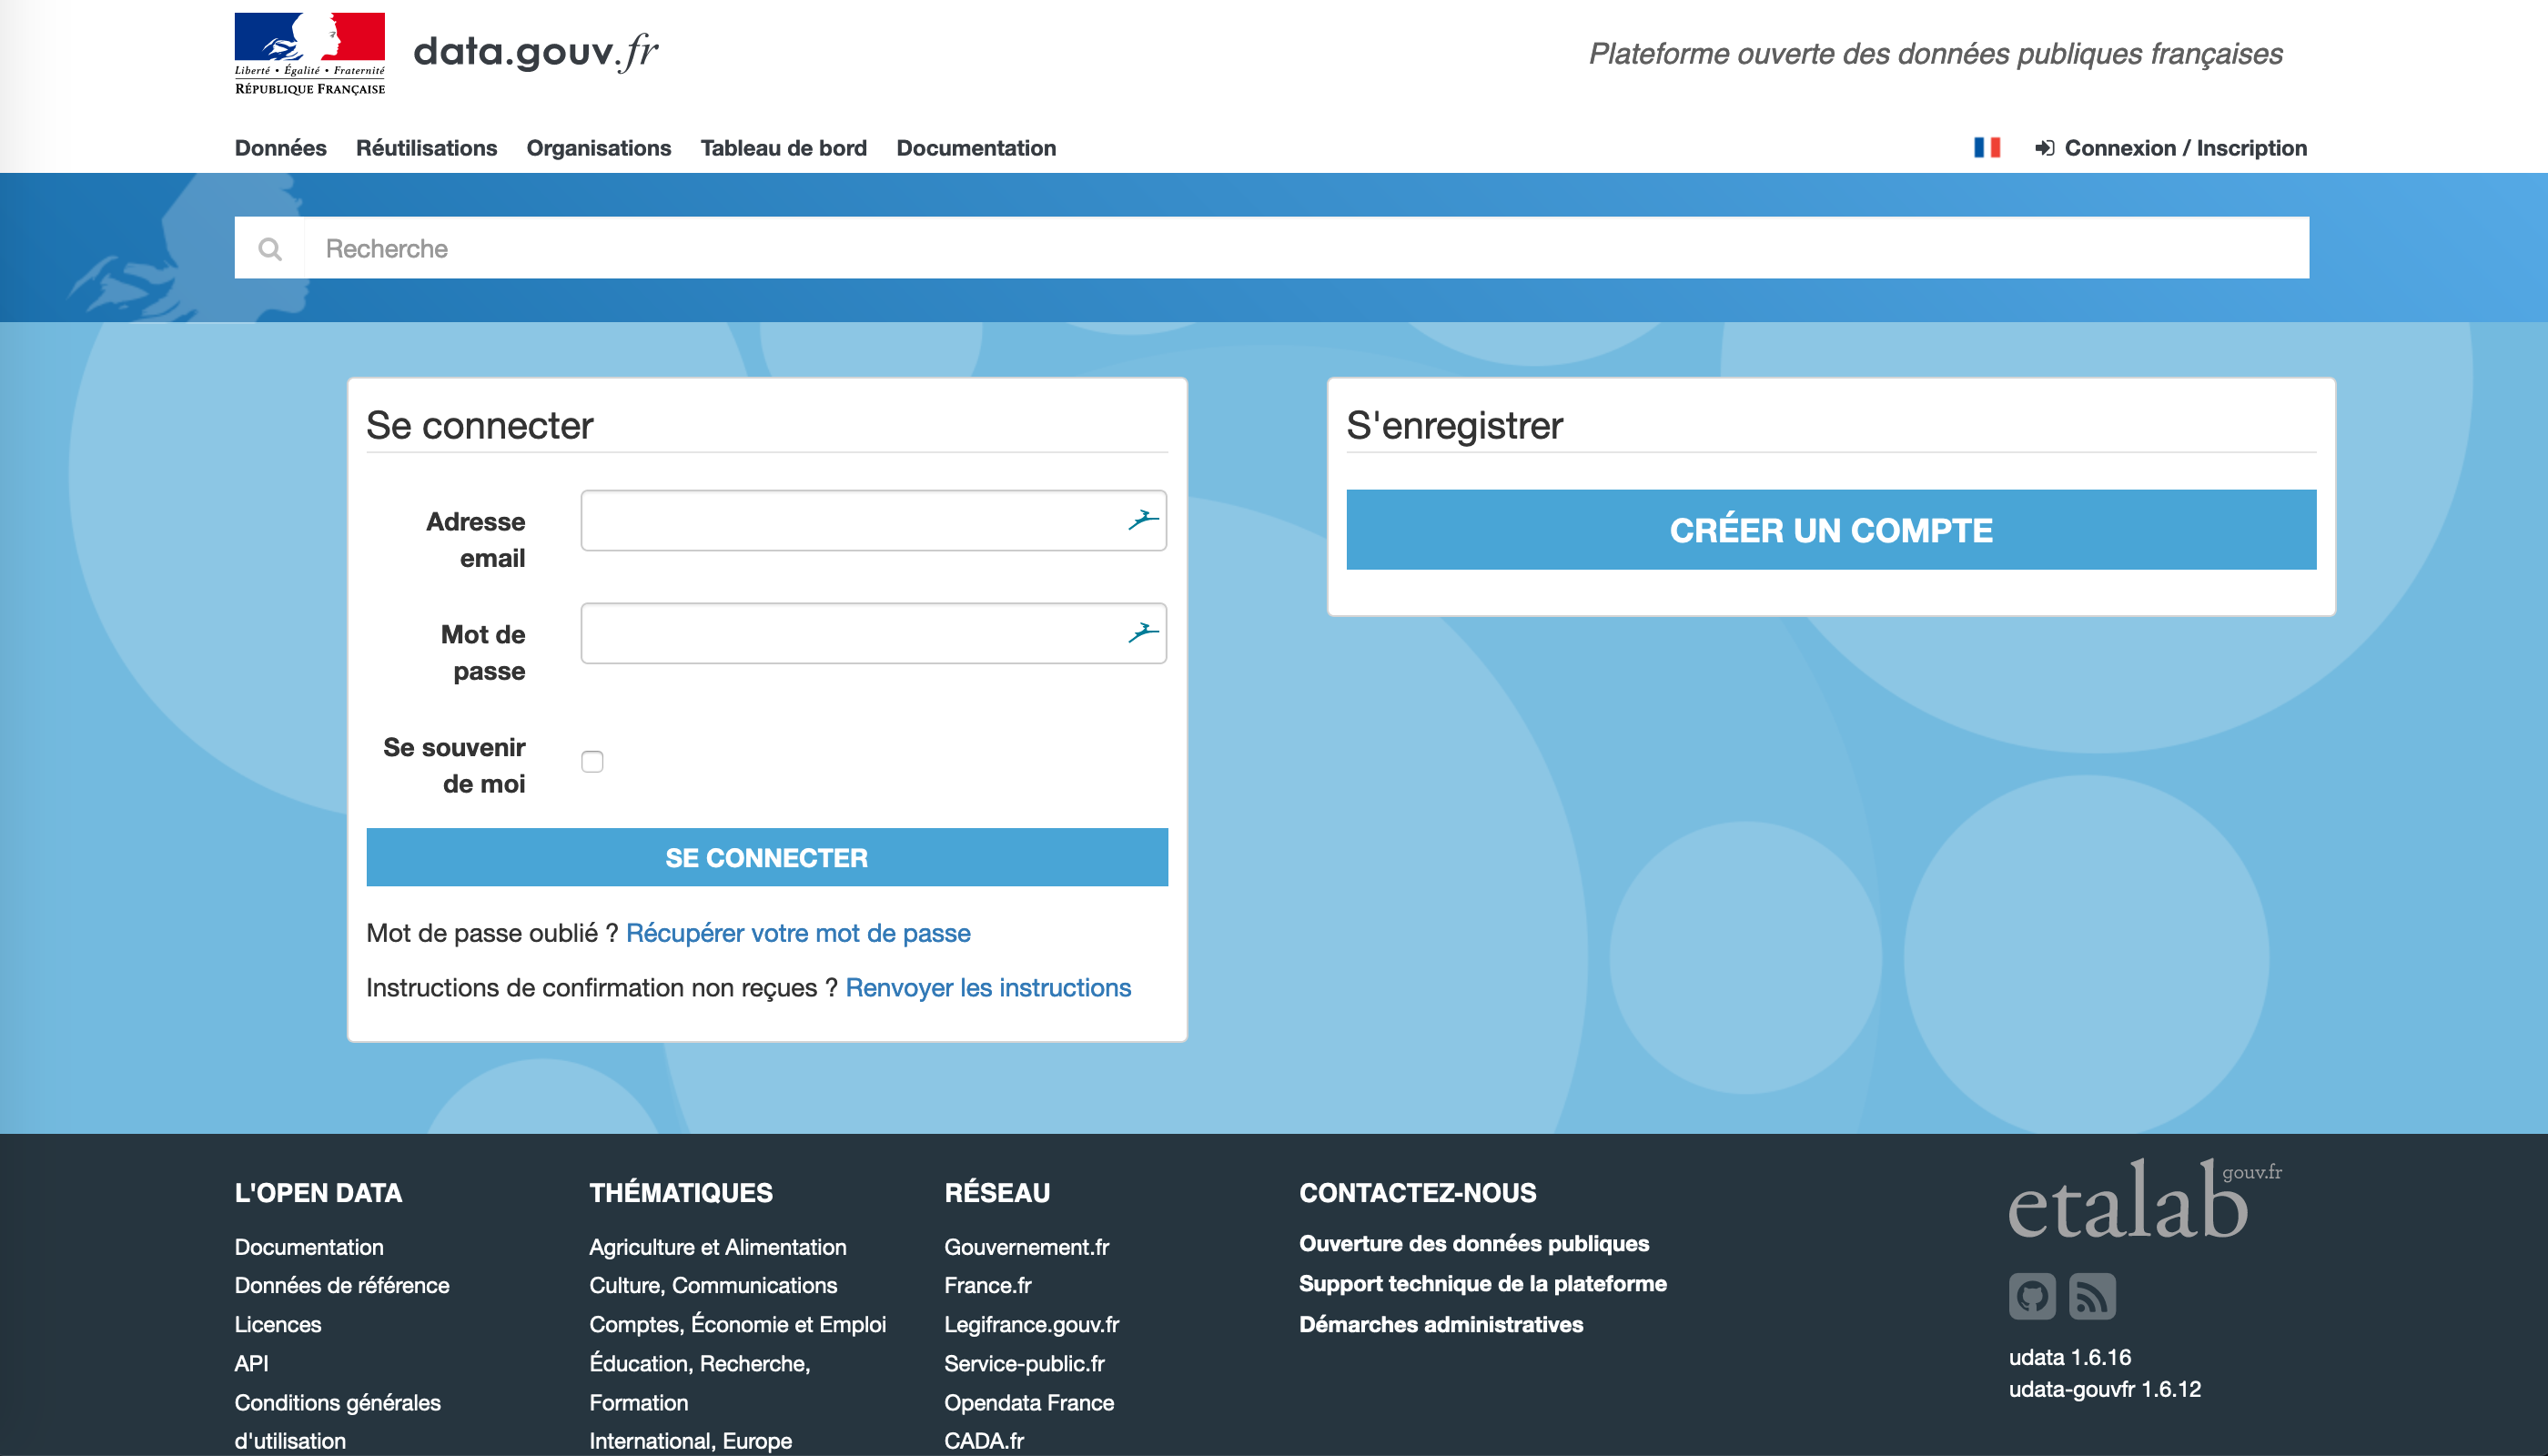 Liberté • Égalité • Fraternité
RÉPUBLIQUE FRANÇAISE
data.gouv.fr
Plateforme ouverte des données publiques françaises
Données Réutilisations Organisations Tableau de bord Documentation
Connexion / Inscription
Recherche
Se connecter
Adresse
email
Mot de
passe
Se souvenir
de moi
SE CONNECTER
Mot de passe oublié ? Récupérer votre mot de passe
Instructions de confirmation non reçues ? Renvoyer les instructions
S'enregistrer
CRÉER UN COMPTE
L'OPEN DATA
Documentation
Données de référence
Licences
API
Conditions générales
d'utilisation
THÉMATIQUES
Agriculture et Alimentation
Culture, Communications
Comptes, Économie et Emploi
Éducation, Recherche,
Formation
International, Europe
RÉSEAU
Gouvernement.fr
France.fr
Legifrance.gouv.fr
Service-public.fr
Opendata France
CADA.fr
CONTACTEZ-NOUS
Ouverture des données publiques
Support technique de la plateforme
Démarches administratives
etalab gouv.fr
udata 1.6.16
udata-gouvfr 1.6.12